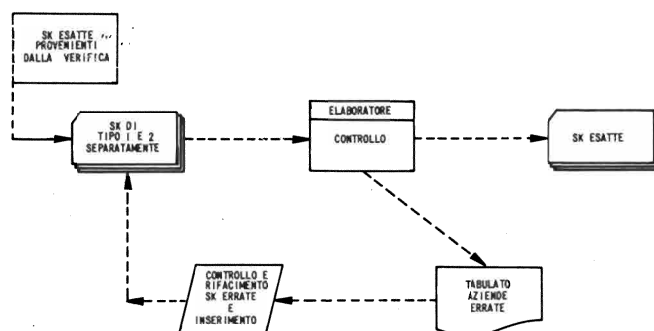 SK ESATTE
PROVENIENTI
DALLA VERIFICA
SK DI
TIPO I E 2
SEPARATAMENTE
ELABORATORE
CONTROLLO
SK ESATTE
CONTROLLO E
RIFACIMENTO
SK ERRATE
E
INSERIMENTO
TABULATO
AZIENDE
ERRATE